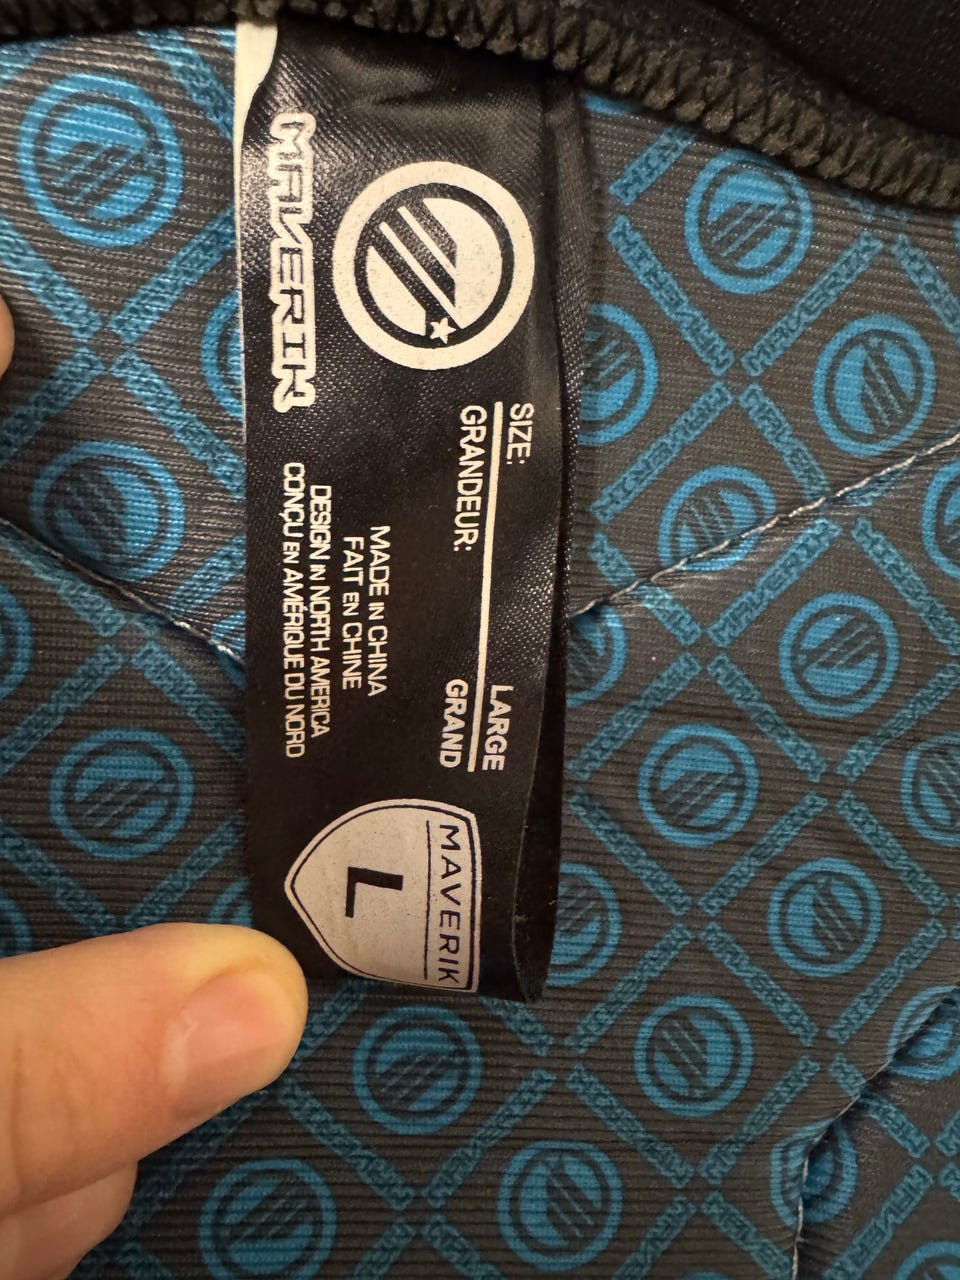 MAVERIK
SIZE: LARGE
GRANDEUR: GRAND
MADE IN CHINA
FAIT EN CHINE
DESIGN IN NORTH AMERICA
CONÇU EN AMÉRIQUE DU NORD
MAVERIK
L